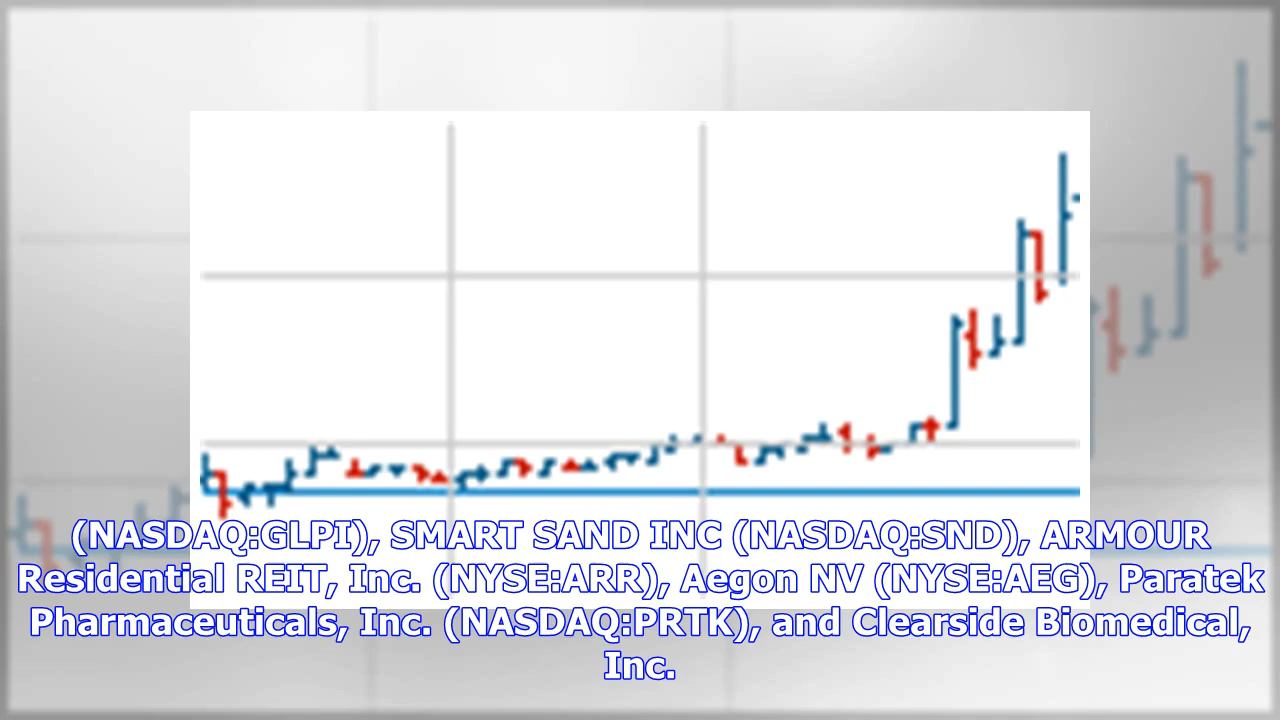 (NASDAQ:GLPI), SMART SAND INC (NASDAQ:SND), ARMOUR
Residential REIT, Inc. (NYSE:ARR), Aegon NV (NYSE:AEG), Paratek
Pharmaceuticals, Inc. (NASDAQ:PRTK), and Clearside Biomedical,
Inc.